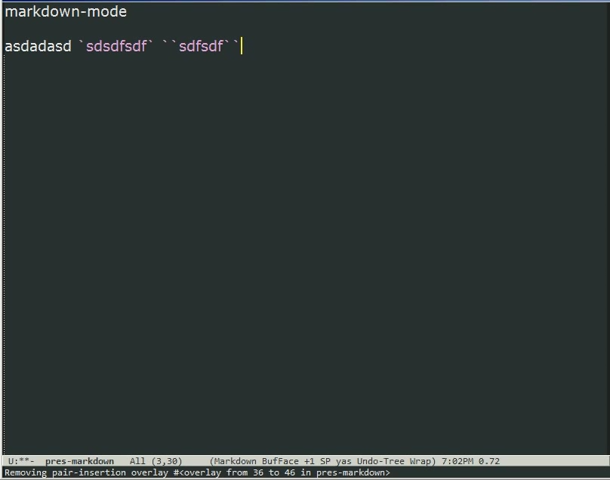 markdown-mode
asdadasd `sdsdfsdf` ``sdfsdf``
U:**-  pres-markdown   All (3,30)     (Markdown BufFace +1 SP yas Undo-Tree Wrap) 7:02PM 0.72
Removing pair-insertion overlay #<overlay from 36 to 46 in pres-markdown>